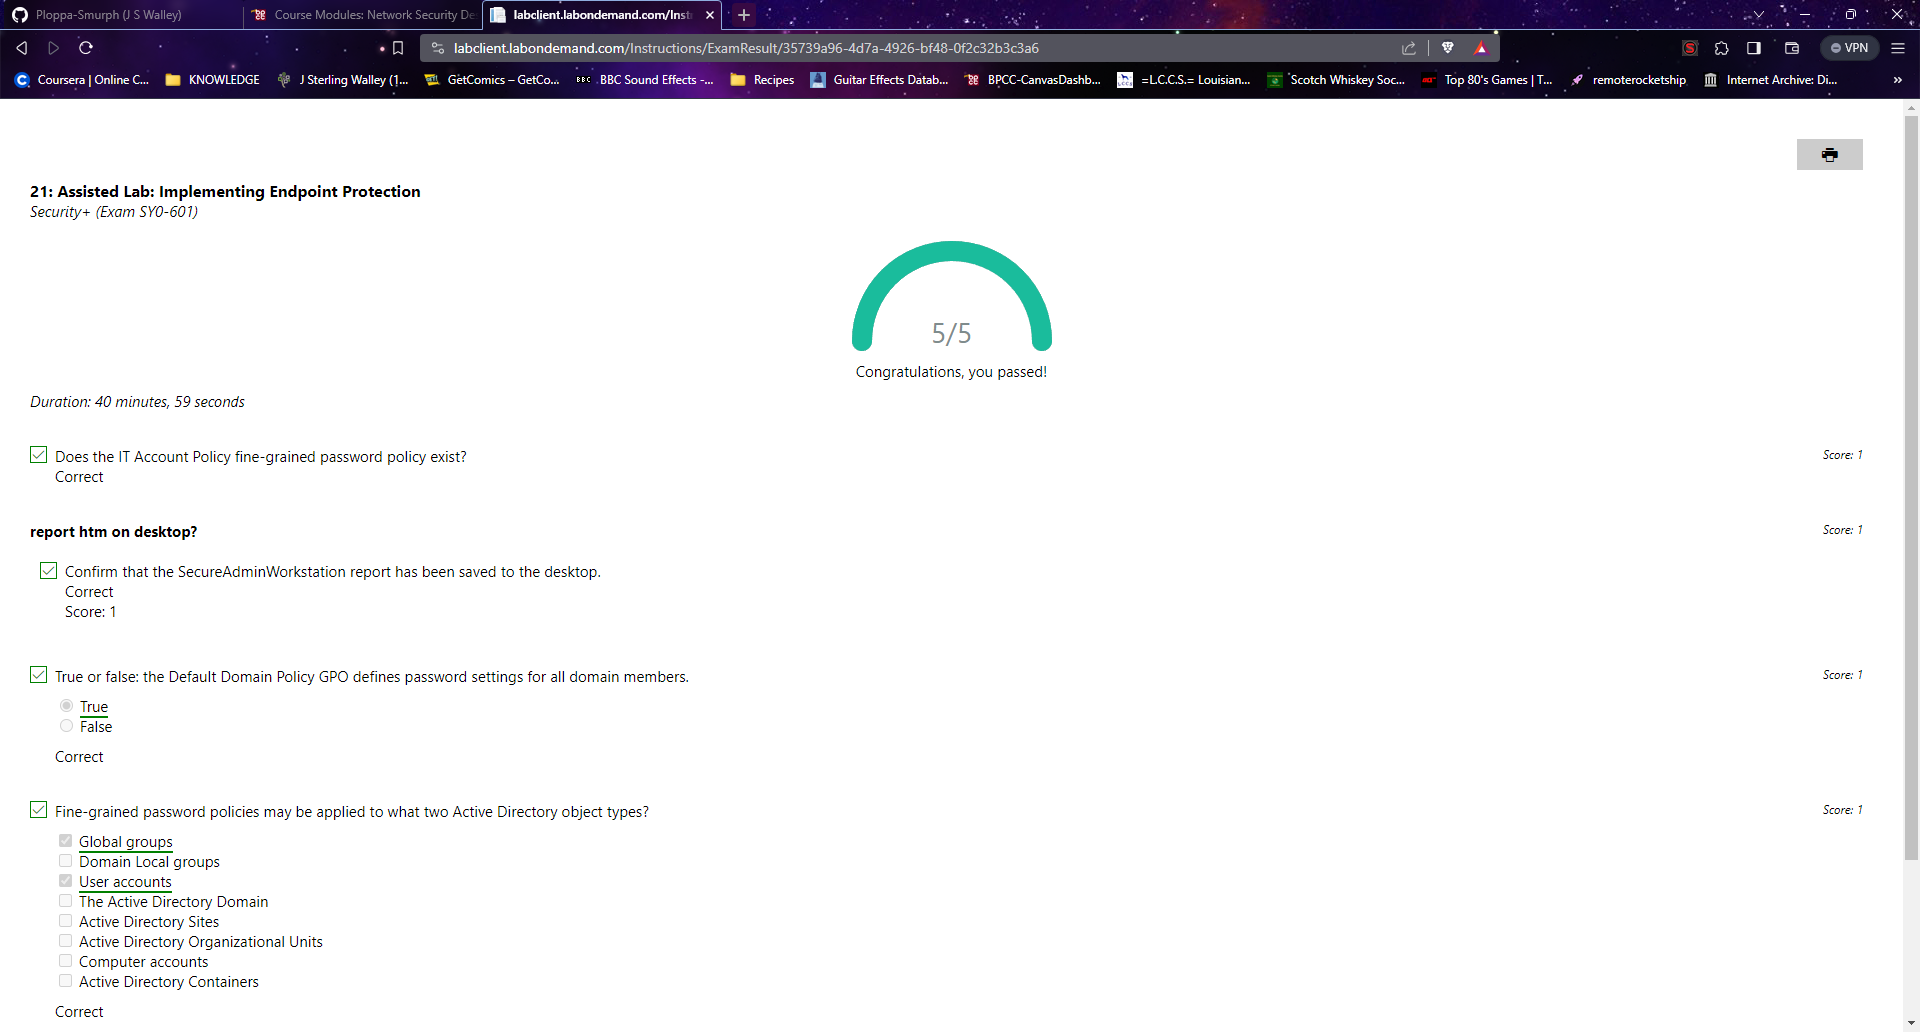 Ploppa-Smurph (J S Walley)
Course Modules: Network Security De
labclient.labondemand.com/Inst
labclient.labondemand.com/Instructions/ExamResult/35739a96-4d7a-4926-bf48-0f2c32b3c3a6
VPN
Coursera | Online C...
KNOWLEDGE
J Sterling Walley (1...
GetComics – GetCo...
BBC
BBC Sound Effects -...
Recipes
Guitar Effects Datab...
BPCC-CanvasDashb...
=L.C.C.S.= Louisian...
Scotch Whiskey Soc...
Top 80's Games | T...
remoterocketship
Internet Archive: Di...
21: Assisted Lab: Implementing Endpoint Protection
Security+ (Exam SY0-601)
5/5
Congratulations, you passed!
Duration: 40 minutes, 59 seconds
Does the IT Account Policy fine-grained password policy exist?
Score: 1
Correct
report htm on desktop?
Score: 1
Confirm that the SecureAdminWorkstation report has been saved to the desktop.
Correct
Score: 1
True or false: the Default Domain Policy GPO defines password settings for all domain members.
Score: 1
True
False
Correct
Fine-grained password policies may be applied to what two Active Directory object types?
Score: 1
Global groups
Domain Local groups
User accounts
The Active Directory Domain
Active Directory Sites
Active Directory Organizational Units
Computer accounts
Active Directory Containers
Correct